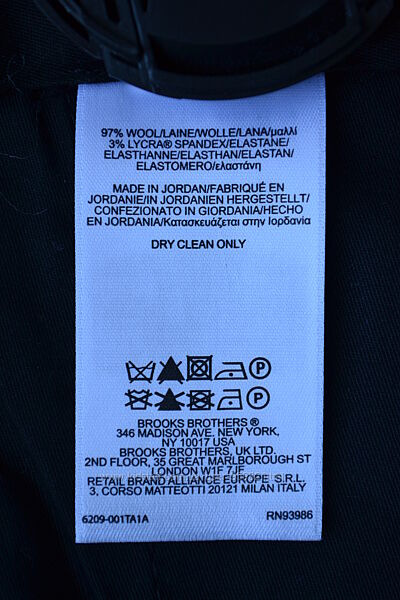 97% WOOL/LAINE/WOLLE/LANA/μαλλί
3% LYCRA® SPANDEX/ELASTANE/
ELASTHANNE/ELASTHAN/ELASTAN/
ELASTOMERO/ελαστάνη
MADE IN JORDAN/FABRIQUÉ EN
JORDANIE/IN JORDANIEN HERGESTELLT/
CONFEZIONATO IN GIORDANIA/HECHO
EN JORDANIA/Κατασκευάζεται στην Ιορδανία
DRY CLEAN ONLY
P
P
BROOKS BROTHERS ®
346 MADISON AVE. NEW YORK,
NY 10017 USA
BROOKS BROTHERS, UK LTD.
2ND FLOOR, 35 GREAT MARLBOROUGH ST
LONDON W1F 7JF
RETAIL BRAND ALLIANCE EUROPE S.R.L.
3, CORSO MATTEOTTI 20121 MILAN ITALY
6209-001TA1A RN93986